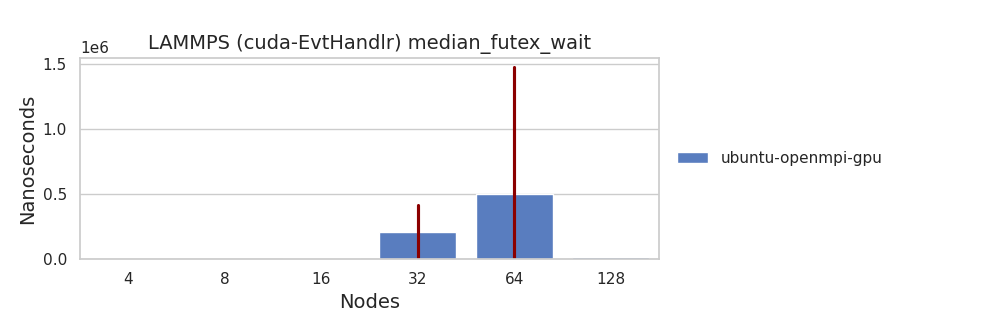 LAMMPS (cuda-EvtHandlr) median_futex_wait
1e6
1.5
1.0
0.5
0.0
Nanoseconds
4 8 16 32 64 128
Nodes
ubuntu-openmpi-gpu